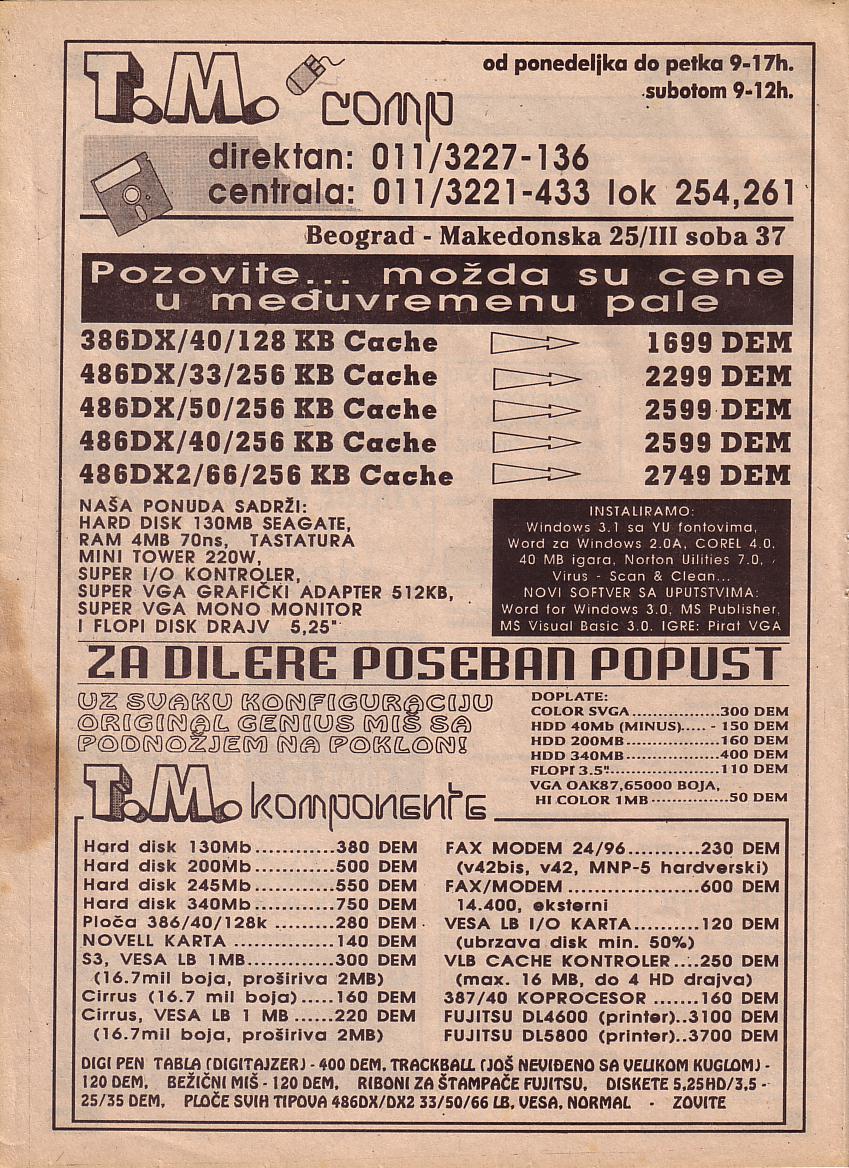 T.M. comp
od ponedeljka do petka 9-17h.
subotom 9-12h.
direktan: 011/3227-136
centrala: 011/3221-433 lok 254,261
Beograd - Makedonska 25/III soba 37
Pozovite... možda su cene
u međuvremenu pale
386DX/40/128 KB Cache 1699 DEM
486DX/33/256 KB Cache 2299 DEM
486DX/50/256 KB Cache 2599 DEM
486DX/40/256 KB Cache 2599 DEM
486DX2/66/256 KB Cache 2749 DEM
NAŠA PONUDA SADRŽI:
HARD DISK 130MB SEAGATE,
RAM 4MB 70ns, TASTATURA
MINI TOWER 220W,
SUPER I/O KONTROLER,
SUPER VGA GRAFIČKI ADAPTER 512KB,
SUPER VGA MONO MONITOR
I FLOPI DISK DRAJV 5,25"
INSTALIRAMO:
Windows 3.1 sa YU fontovima,
Word za Windows 2.0A, COREL 4.0,
40 MB igara, Norton Uilities 7.0,
Virus - Scan & Clean...
NOVI SOFTVER SA UPUTSTVIMA:
Word for Windows 3.0, MS Publisher,
MS Visual Basic 3.0. IGRE: Pirat VGA
ZA DILERE POSEBAN POPUST
UZ SVAKU KONFIGURACIJU
ORIGINAL GENIUS MIŠ SA
PODNOŽJEM NA POKLON!
DOPLATE:
COLOR SVGA.................300 DEM
HDD 40Mb (MINUS)..... - 150 DEM
HDD 200MB..................160 DEM
HDD 340MB..................400 DEM
FLOPI 3.5".....................110 DEM
VGA OAK87,65000 BOJA,
HI COLOR 1MB...............50 DEM
T.M. komponente
Hard disk 130Mb............380 DEM
Hard disk 200Mb............500 DEM
Hard disk 245Mb............550 DEM
Hard disk 340Mb............750 DEM
Ploča 386/40/128k .........280 DEM
NOVELL KARTA ...............140 DEM
S3, VESA LB 1MB.............300 DEM
(16.7mil boja, proširiva 2MB)
Cirrus (16.7 mil boja).....160 DEM
Cirrus, VESA LB 1 MB ......220 DEM
(16.7mil boja, proširiva 2MB)
FAX MODEM 24/96...........230 DEM
(v42bis, v42, MNP-5 hardverski)
FAX/MODEM ....................600 DEM
14.400, eksterni
VESA LB I/O KARTA..........120 DEM
(ubrzava disk min. 50%)
VLB CACHE KONTROLER....250 DEM
(max. 16 MB, do 4 HD drajva)
387/40 KOPROCESOR .......160 DEM
FUJITSU DL4600 (printer)..3100 DEM
FUJITSU DL5800 (printer)..3700 DEM
DIGI PEN TABLA (DIGITAJZER) - 400 DEM, TRACKBALL (JOŠ NEVIĐENO SA VELIKOM KUGLOM) -
120 DEM, BEŽIČNI MIŠ - 120 DEM, RIBONI ZA ŠTAMPAČE FUJITSU, DISKETE 5,25HD/3,5 -
25/35 DEM, PLOČE SVIH TIPOVA 486DX/DX2 33/50/66 LB, VESA, NORMAL - ZOVITE